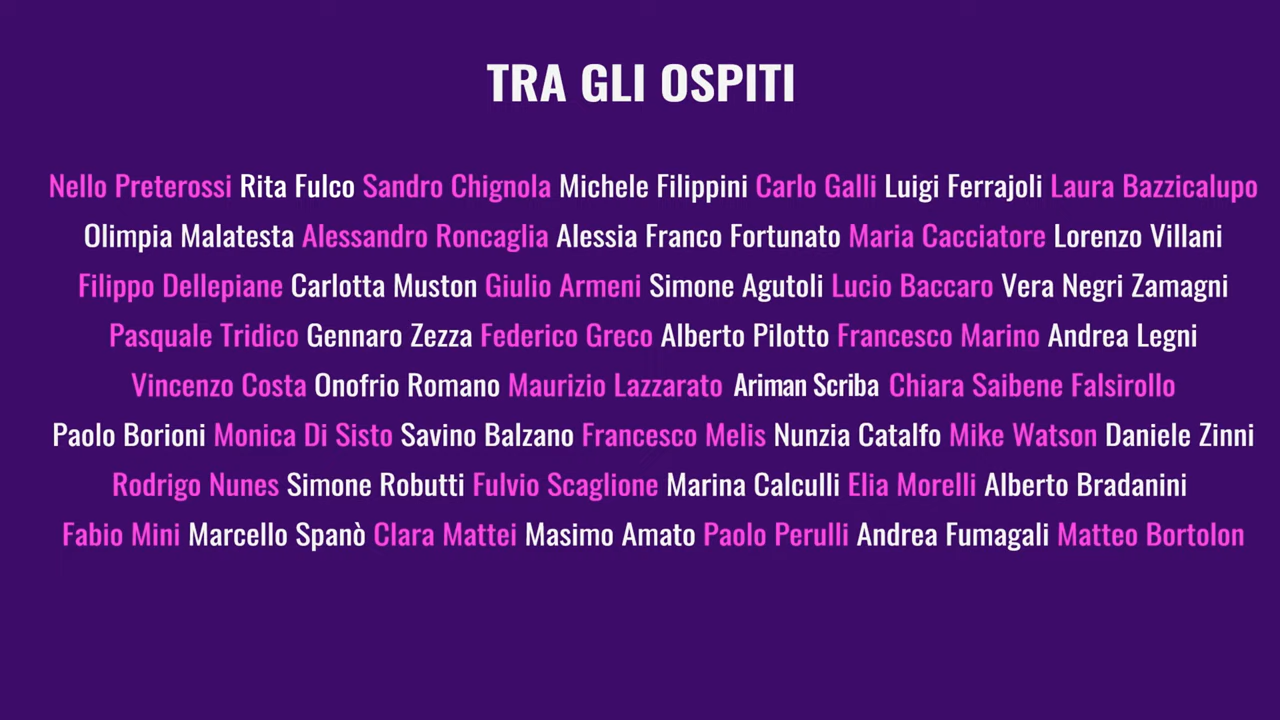 TRA GLI OSPITI
Nello Preterossi Rita Fulco Sandro Chignola Michele Filippini Carlo Galli Luigi Ferrajoli Laura Bazzicalupo
Olimpia Malatesta Alessandro Roncaglia Alessia Franco Fortunato Maria Cacciatore Lorenzo Villani
Filippo Dellepiane Carlotta Muston Giulio Armeni Simone Agutoli Lucio Baccaro Vera Negri Zamagni
Pasquale Tridico Gennaro Zezza Federico Greco Alberto Pilotto Francesco Marino Andrea Legni
Vincenzo Costa Onofrio Romano Maurizio Lazzarato Ariman Scriba Chiara Saibene Falsirollo
Paolo Borioni Monica Di Sisto Savino Balzano Francesco Melis Nunzia Catalfo Mike Watson Daniele Zinni
Rodrigo Nunes Simone Robutti Fulvio Scaglione Marina Calculli Elia Morelli Alberto Bradanini
Fabio Mini Marcello Spanò Clara Mattei Masimo Amato Paolo Perulli Andrea Fumagali Matteo Bortolon